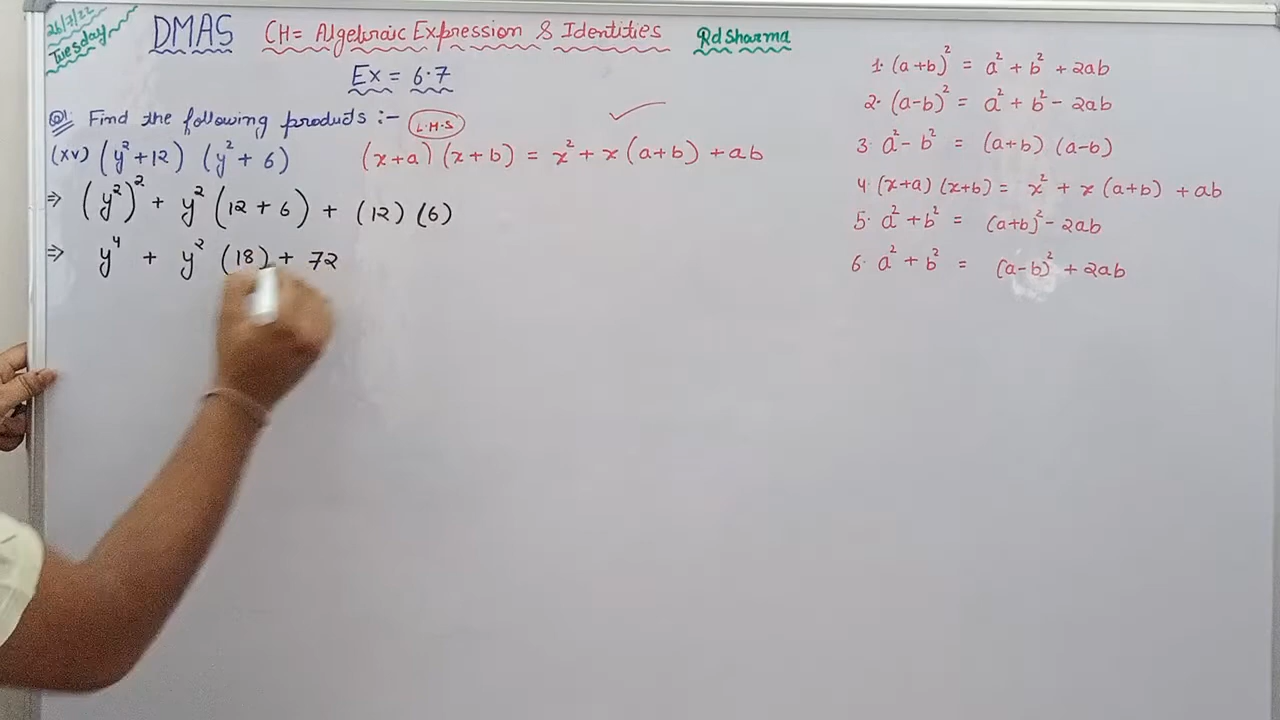 26/7/22
Tuesday
DMAS CH= Algebraic Expression & Identities Rd Sharma
Ex = 6.7
Q1. Find the following products :- L.H.S
(xv) (y²+12) (y²+6) (x+a) (x+b) = x² + x (a+b) + ab
⇒ (y²)² + y² (12 + 6) + (12) (6)
⇒ y⁴ + y² (18) + 72
1. (a+b)² = a² + b² + 2ab
2. (a-b)² = a² + b² - 2ab
3. a² - b² = (a+b) (a-b)
4. (x+a) (x+b) = x² + x (a+b) + ab
5. a² + b² = (a+b)² - 2ab
6. a² + b² = (a-b)² + 2ab